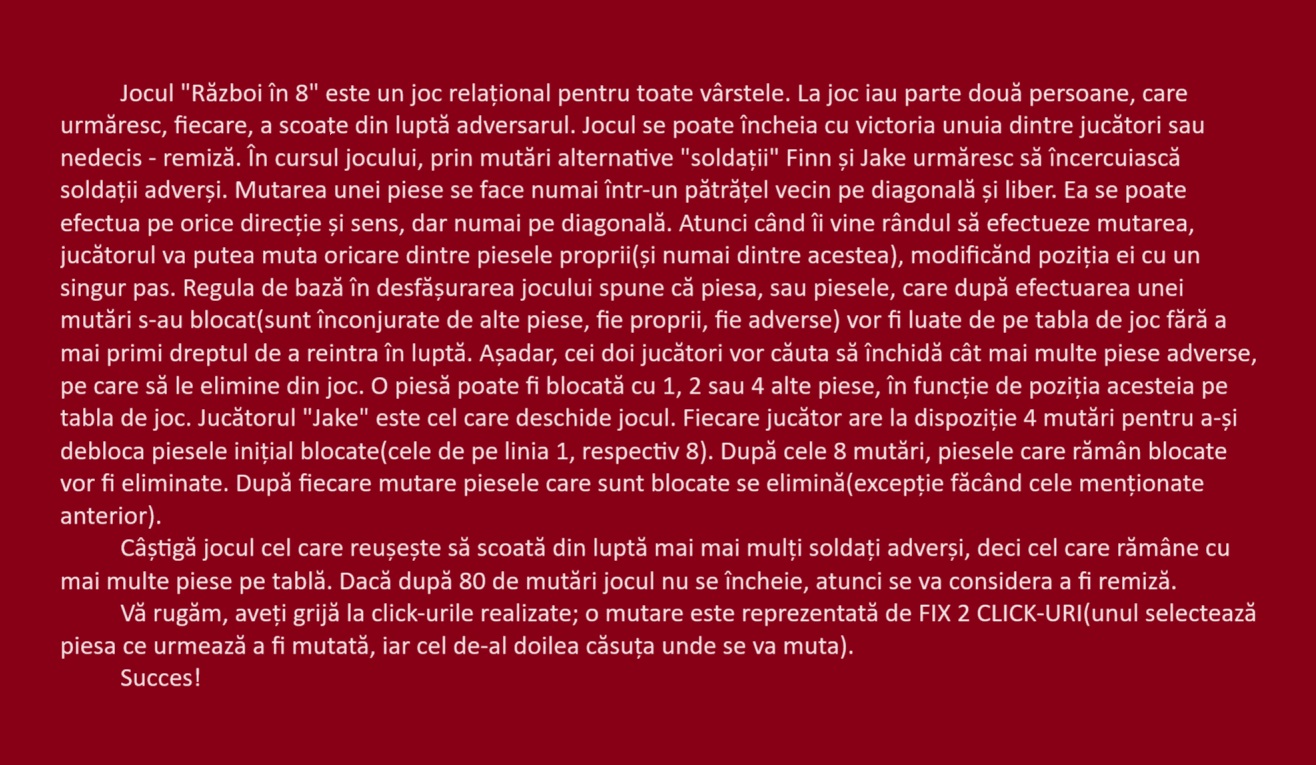 Jocul "Război în 8" este un joc relațional pentru toate vârstele. La joc iau parte două persoane, care
urmăresc, fiecare, a scoațe din luptă adversarul. Jocul se poate încheia cu victoria unuia dintre jucători sau
nedecis - remiză. În cursul jocului, prin mutări alternative "soldații" Finn și Jake urmăresc să încercuiască
soldații adverși. Mutarea unei piese se face numai într-un pătrățel vecin pe diagonală și liber. Ea se poate
efectua pe orice direcție și sens, dar numai pe diagonală. Atunci când îi vine rândul să efectueze mutarea,
jucătorul va putea muta oricare dintre piesele proprii(și numai dintre acestea), modificănd poziția ei cu un
singur pas. Regula de bază în desfășurarea jocului spune că piesa, sau piesele, care după efectuarea unei
mutări s-au blocat(sunt înconjurate de alte piese, fie proprii, fie adverse) vor fi luate de pe tabla de joc fără a
mai primi dreptul de a reintra în luptă. Așadar, cei doi jucători vor căuta să închidă cât mai multe piese adverse,
pe care să le elimine din joc. O piesă poate fi blocată cu 1, 2 sau 4 alte piese, în funcție de poziția acesteia pe
tabla de joc. Jucătorul "Jake" este cel care deschide jocul. Fiecare jucător are la dispoziție 4 mutări pentru a-și
debloca piesele inițial blocate(cele de pe linia 1, respectiv 8). După cele 8 mutări, piesele care rămân blocate
vor fi eliminate. După fiecare mutare piesele care sunt blocate se elimină(excepție făcând cele menționate
anterior).
Câștigă jocul cel care reușește să scoată din luptă mai mai mulți soldați adverși, deci cel care rămâne cu
mai multe piese pe tablă. Dacă după 80 de mutări jocul nu se încheie, atunci se va considera a fi remiză.
Vă rugăm, aveți grijă la click-urile realizate; o mutare este reprezentată de FIX 2 CLICK-URI(unul selectează
piesa ce urmează a fi mutată, iar cel de-al doilea căsuța unde se va muta).
Succes!